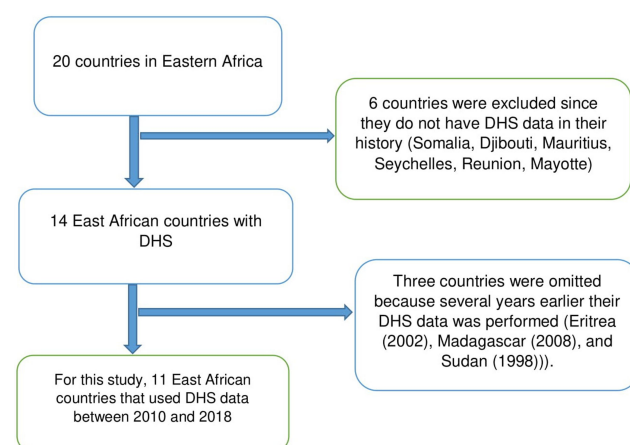 20 countries in Eastern Africa
6 countries were excluded since
they do not have DHS data in their
history (Somalia, Djibouti, Mauritius,
Seychelles, Reunion, Mayotte)
14 East African countries with
DHS
Three countries were omitted
because several years earlier their
DHS data was performed (Eritrea
(2002), Madagascar (2008), and
Sudan (1998))).
For this study, 11 East African
countries that used DHS data
between 2010 and 2018